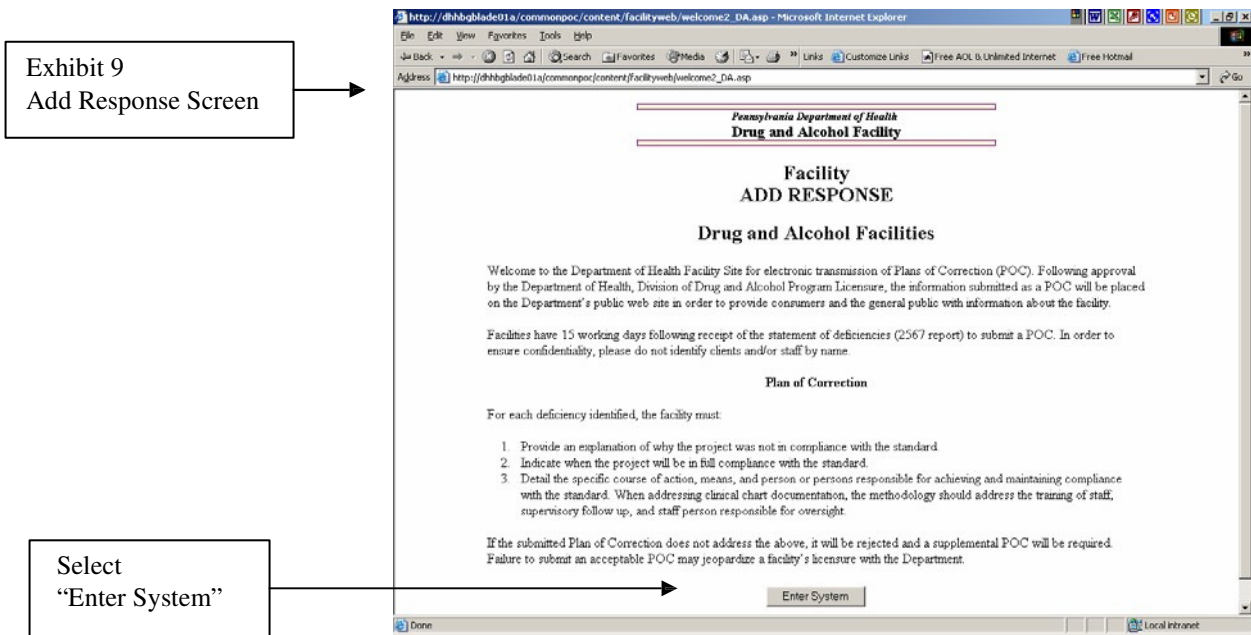 http://dhhbgblade01a/commonpoc/content/facilityweb/welcome2_DA.asp - Microsoft Internet Explorer
File Edit View Favorites Tools Help
Back Search Favorites Media Links Customize Links Free AOL & Unlimited Internet Free Hotmail
Address http://dhhbgblade01a/commonpoc/content/facilityweb/welcome2_DA.asp Go
Exhibit 9
Add Response Screen
Pennsylvania Department of Health
Drug and Alcohol Facility
Facility
ADD RESPONSE
Drug and Alcohol Facilities
Welcome to the Department of Health Facility Site for electronic transmission of Plans of Correction (POC). Following approval
by the Department of Health, Division of Drug and Alcohol Program Licensure, the information submitted as a POC will be placed
on the Department's public web site in order to provide consumers and the general public with information about the facility.
Facilities have 15 working days following receipt of the statement of deficiencies (2567 report) to submit a POC. In order to
ensure confidentiality, please do not identify clients and/or staff by name.
Plan of Correction
For each deficiency identified, the facility must:
1. Provide an explanation of why the project was not in compliance with the standard.
2. Indicate when the project will be in full compliance with the standard.
3. Detail the specific course of action, means, and person or persons responsible for achieving and maintaining compliance
with the standard. When addressing clinical chart documentation, the methodology should address the training of staff,
supervisory follow up, and staff person responsible for oversight.
If the submitted Plan of Correction does not address the above, it will be rejected and a supplemental POC will be required.
Failure to submit an acceptable POC may jeopardize a facility's licensure with the Department.
Select
“Enter System”
Enter System
Done Local intranet